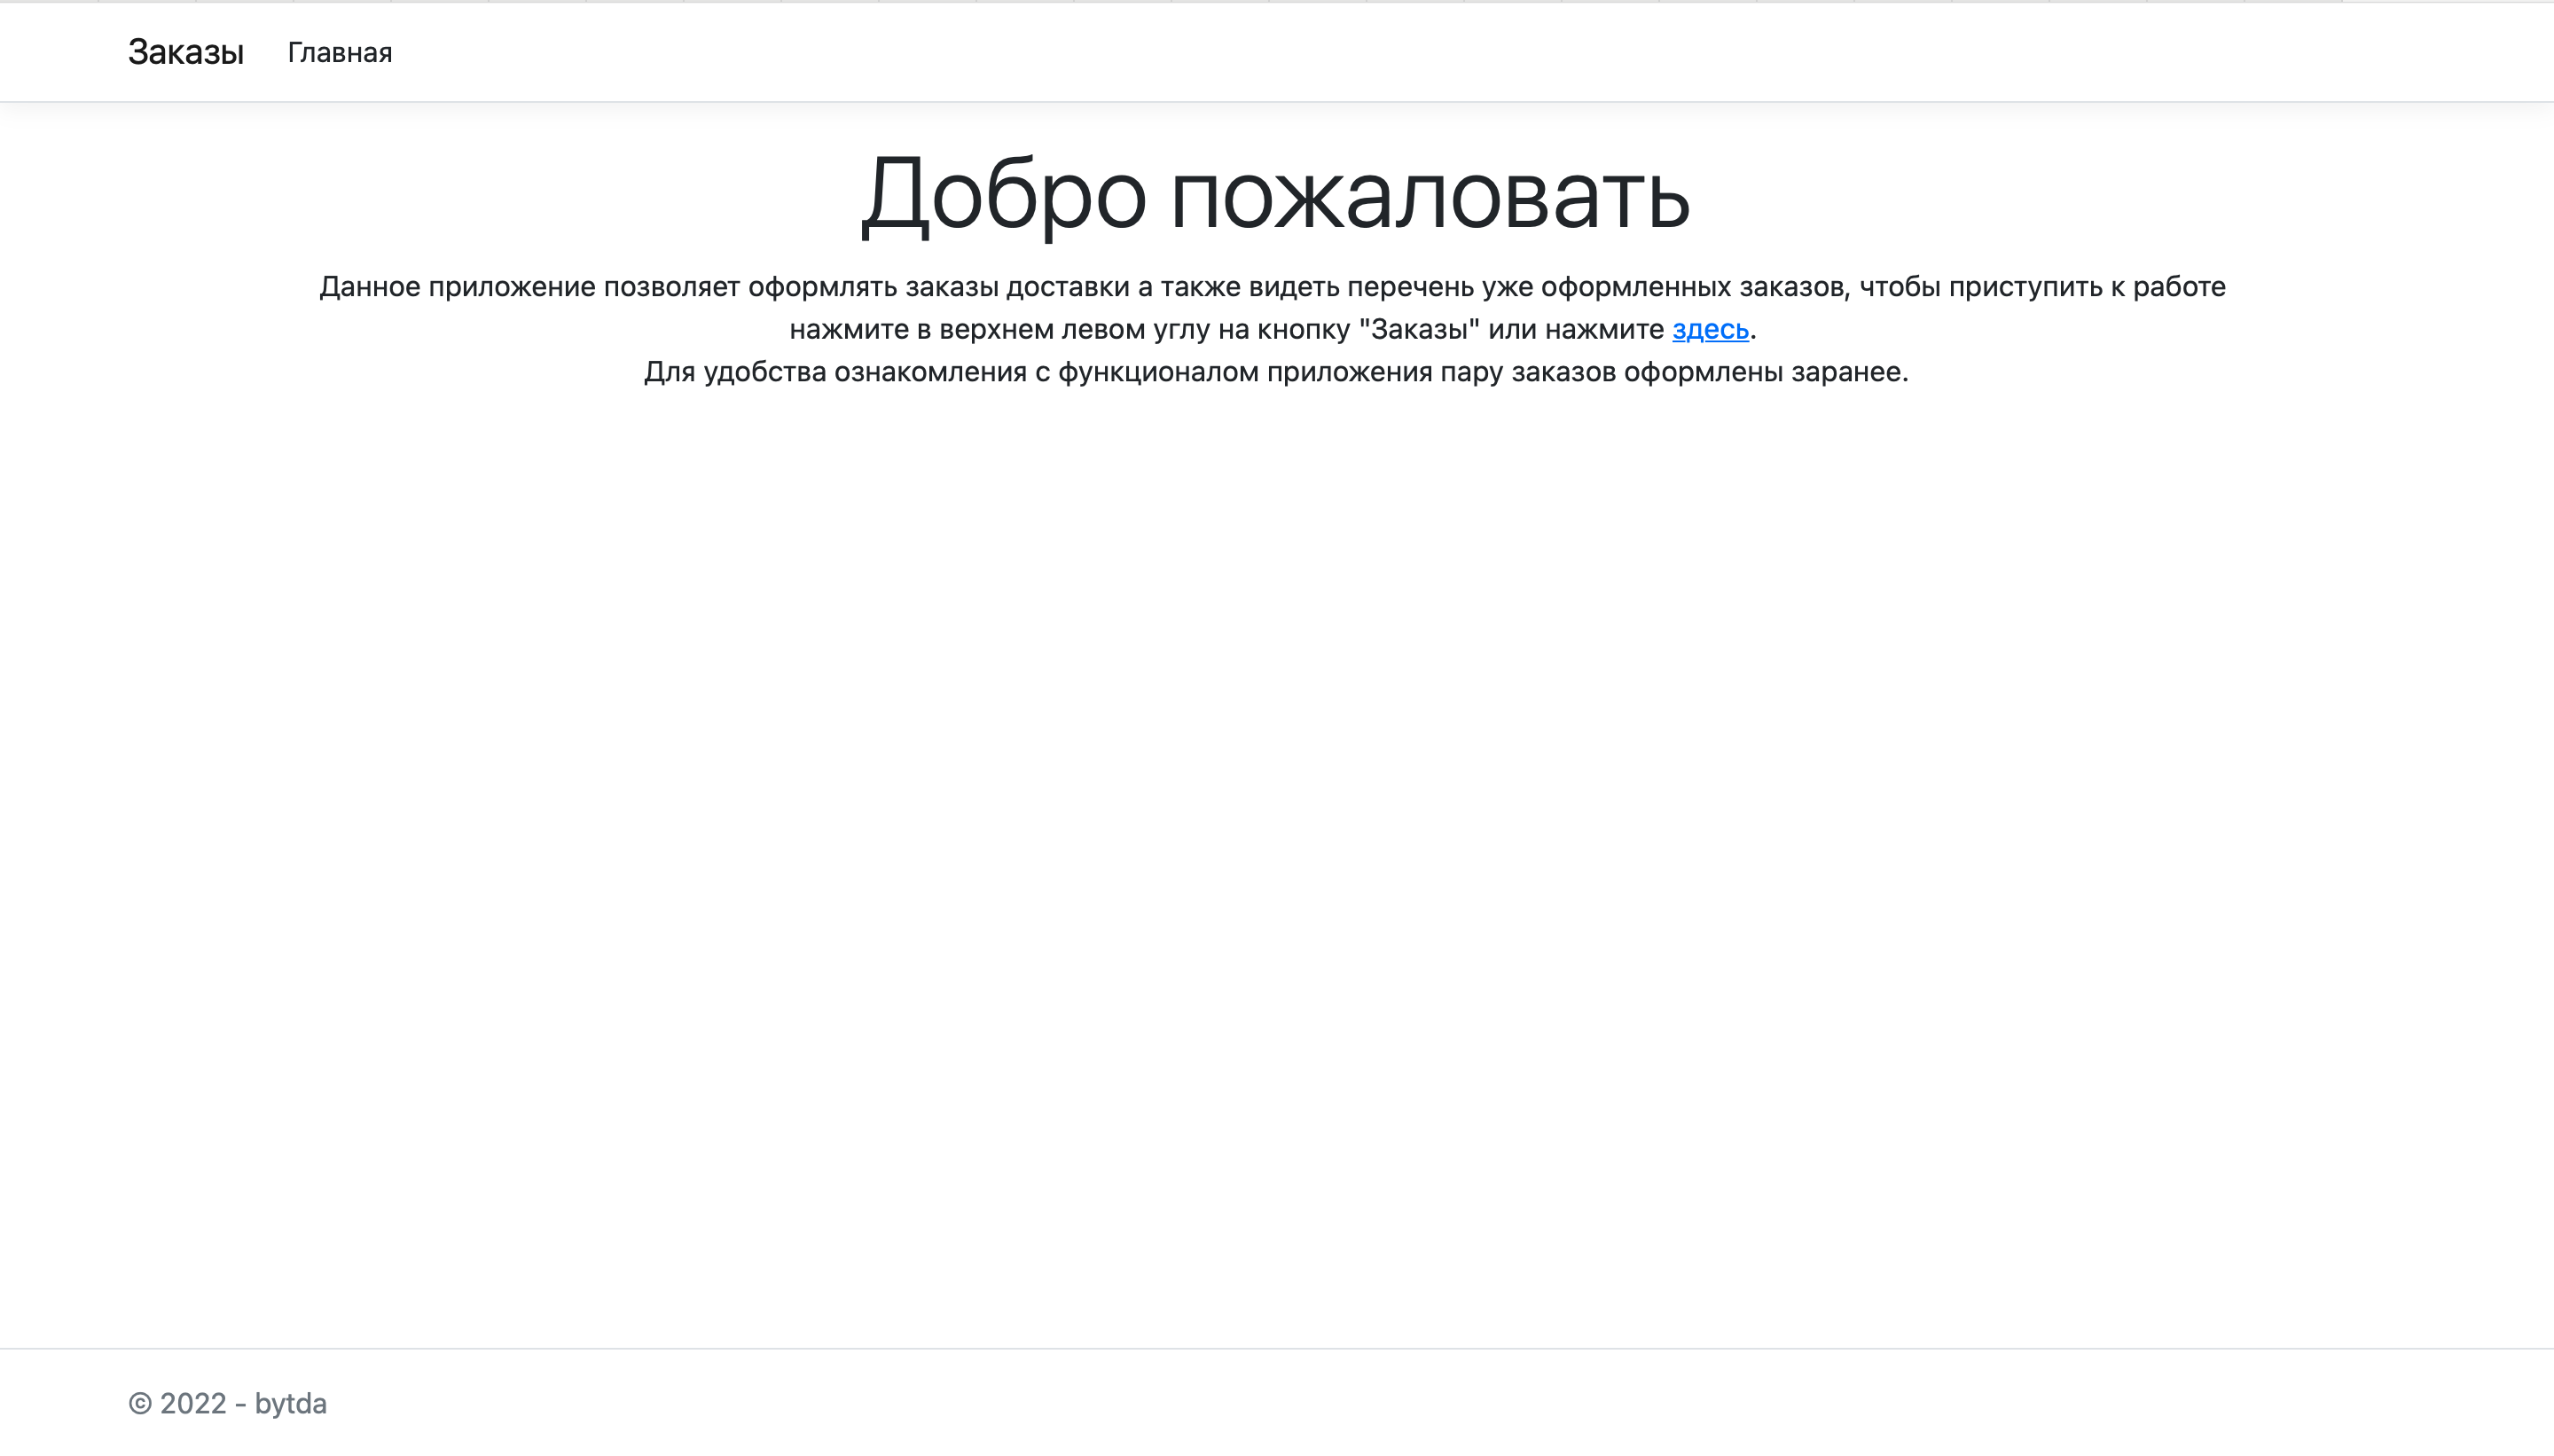 Заказы Главная
Добро пожаловать
Данное приложение позволяет оформлять заказы доставки а также видеть перечень уже оформленных заказов, чтобы приступить к работе
нажмите в верхнем левом углу на кнопку "Заказы" или нажмите здесь.
Для удобства ознакомления с функционалом приложения пару заказов оформлены заранее.
© 2022 - bytda